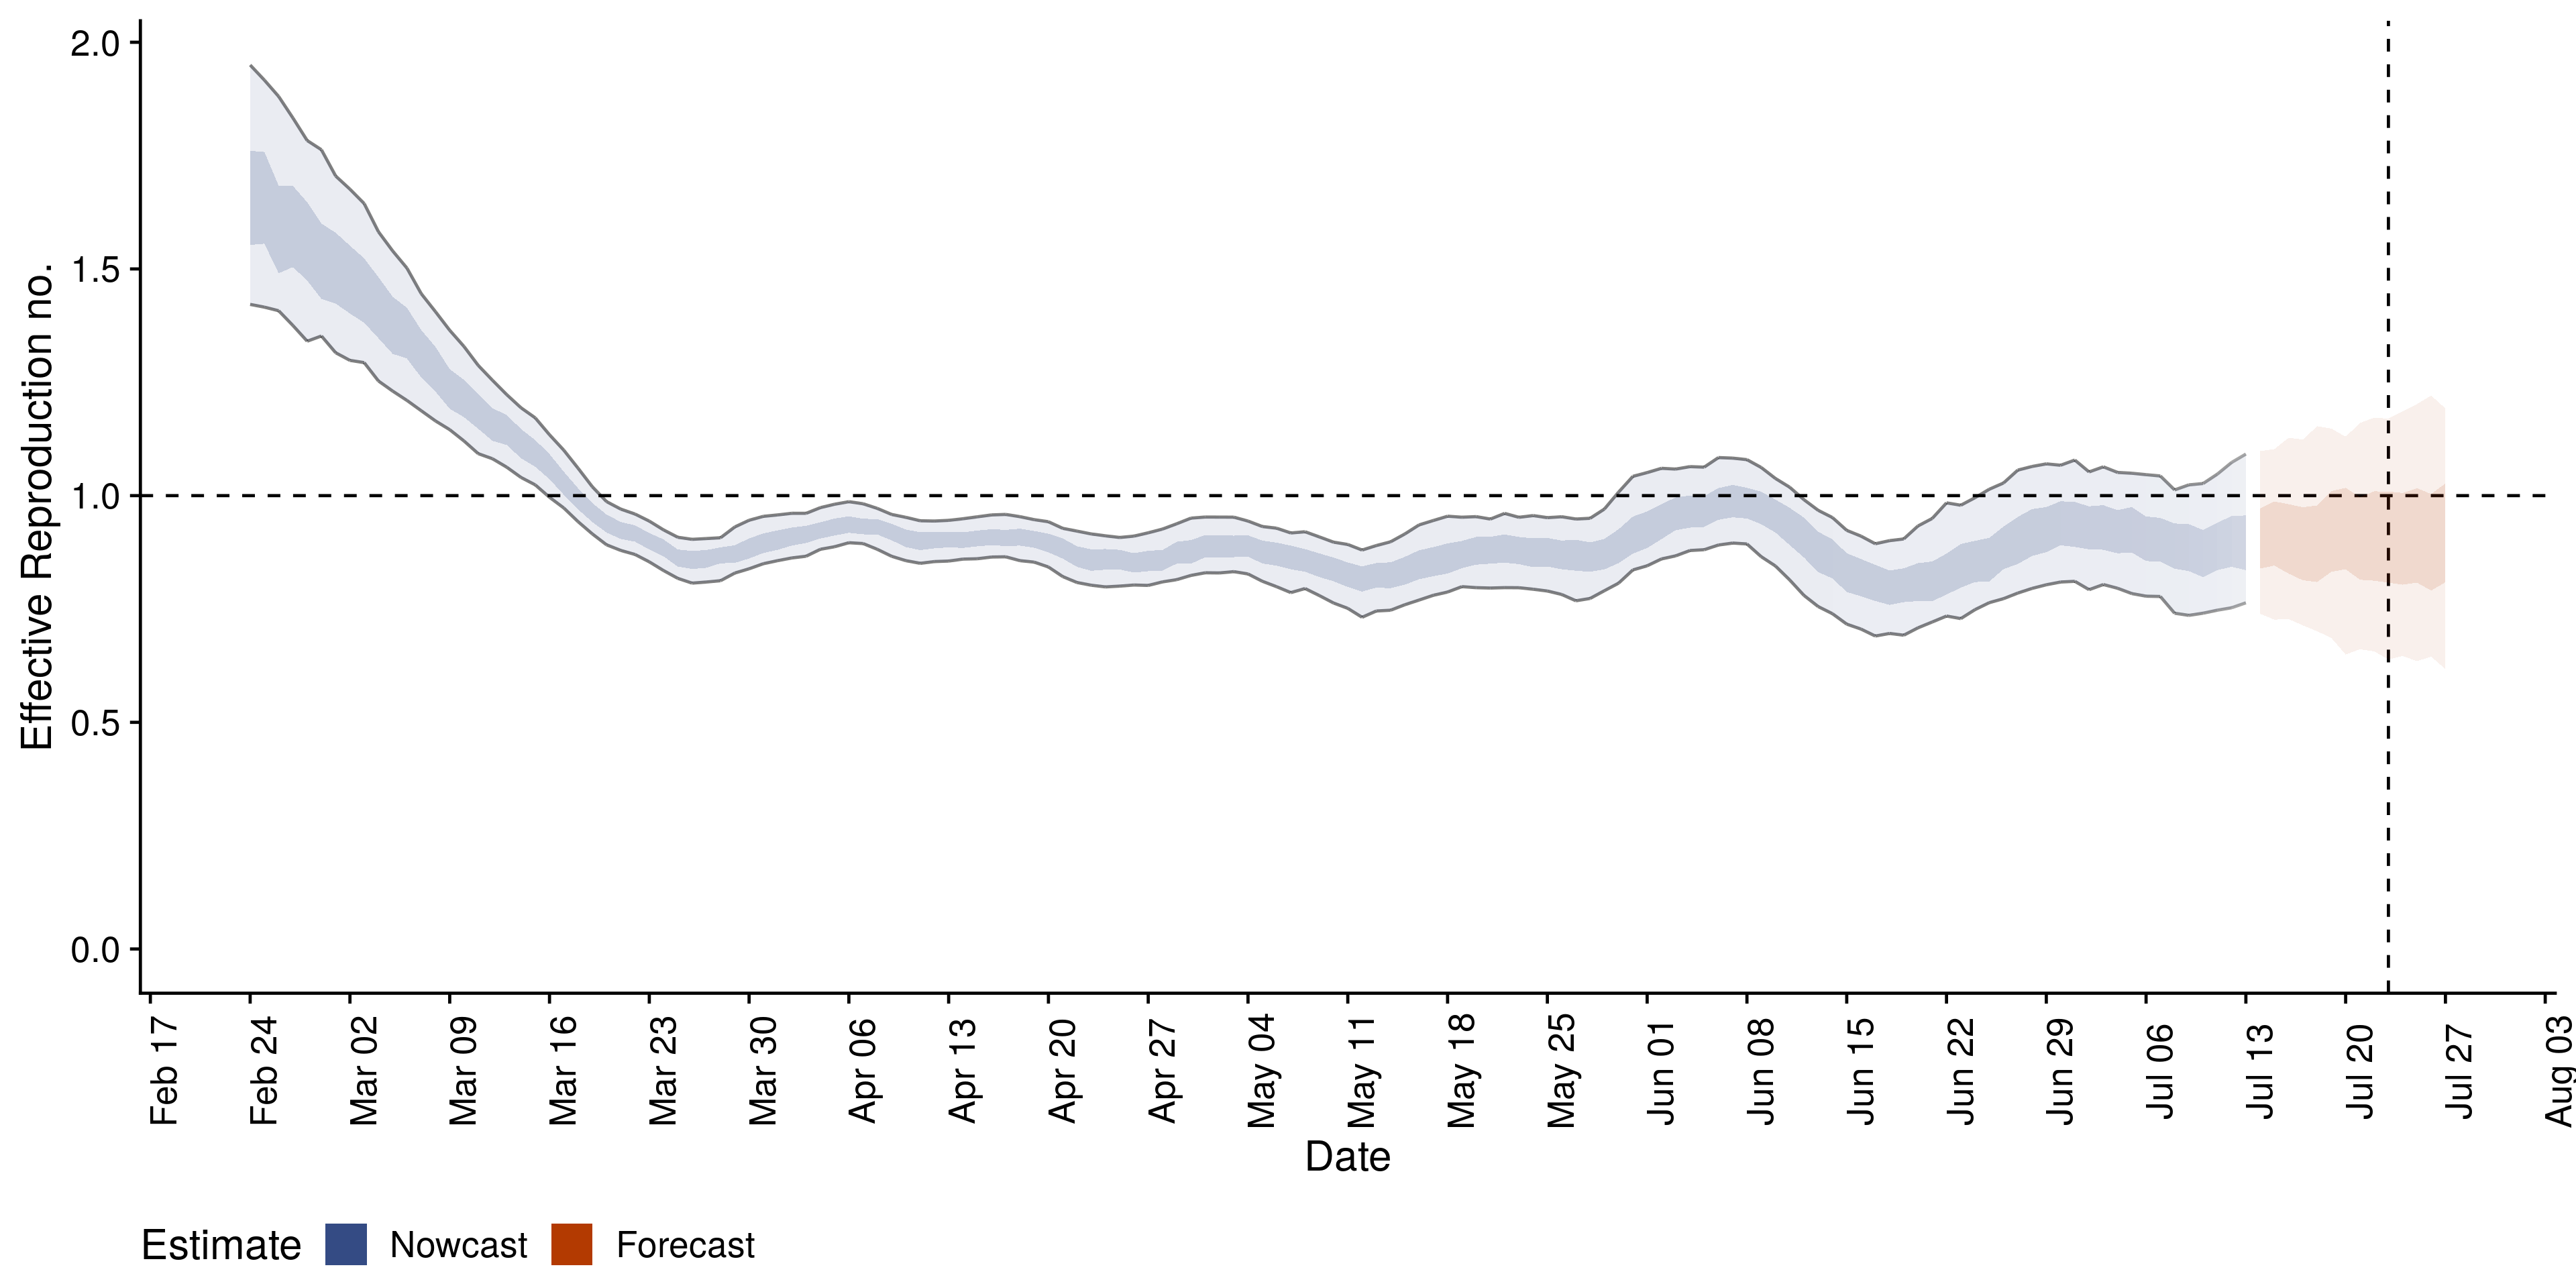 Effective Reproduction no.
2.0
1.5
1.0
0.5
0.0
Feb 17
Feb 24
Mar 02
Mar 09
Mar 16
Mar 23
Mar 30
Apr 06
Apr 13
Apr 20
Apr 27
May 04
May 11
May 18
May 25
Jun 01
Jun 08
Jun 15
Jun 22
Jun 29
Jul 06
Jul 13
Jul 20
Jul 27
Aug 03
Date
Estimate Nowcast Forecast